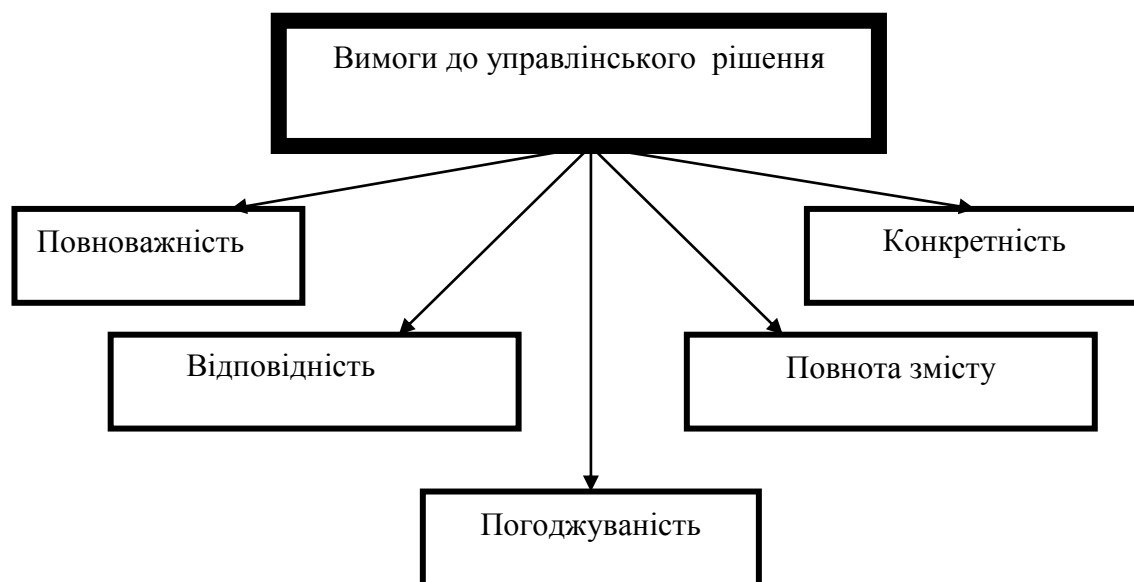 Вимоги до управлінського рішення
Повноважність
Конкретність
Відповідність
Повнота змісту
Погоджуваність